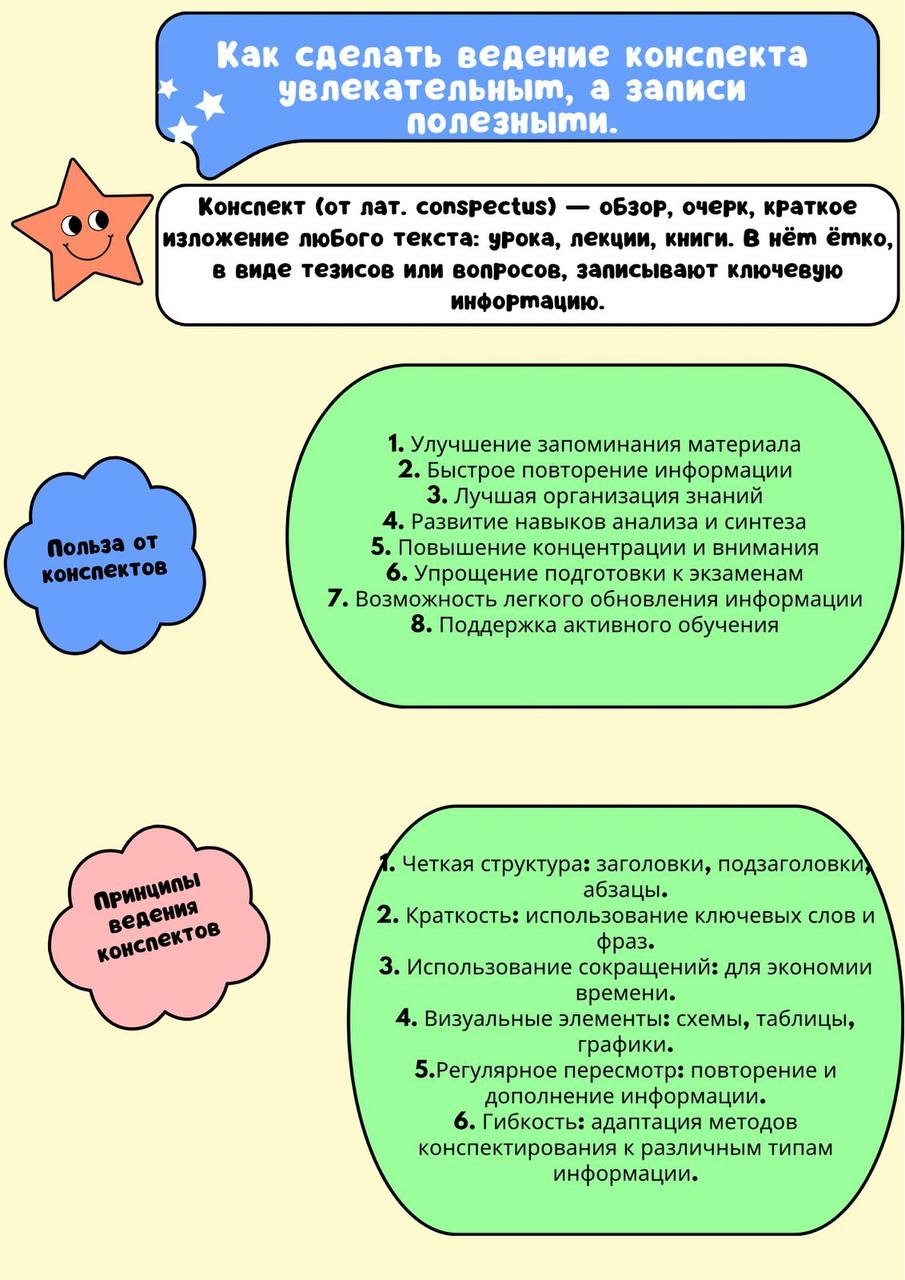 Как сделать ведение конспекта
увлекательным, а записи
полезными.
Конспект (от лат. conspectus) — обзор, очерк, краткое
изложение любого текста: урока, лекции, книги. В нём ётко,
в виде тезисов или вопросов, записывают ключевую
информацию.
Польза от
конспектов
1. Улучшение запоминания материала
2. Быстрое повторение информации
3. Лучшая организация знаний
4. Развитие навыков анализа и синтеза
5. Повышение концентрации и внимания
6. Упрощение подготовки к экзаменам
7. Возможность легкого обновления информации
8. Поддержка активного обучения
Принципы
ведения
конспектов
1. Четкая структура: заголовки, подзаголовки,
абзацы.
2. Краткость: использование ключевых слов и
фраз.
3. Использование сокращений: для экономии
времени.
4. Визуальные элементы: схемы, таблицы,
графики.
5.Регулярное пересмотр: повторение и
дополнение информации.
6. Гибкость: адаптация методов
конспектирования к различным типам
информации.